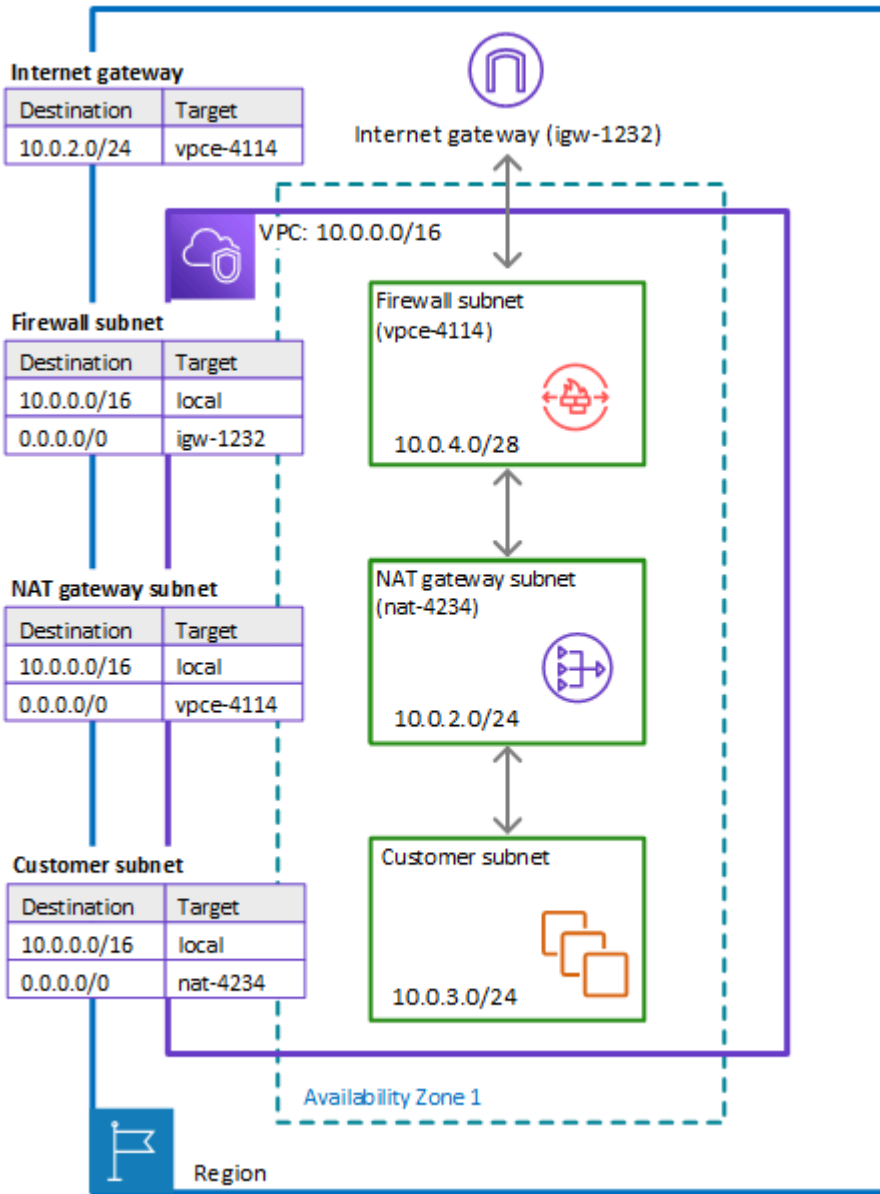 Internet gateway
Destination Target
10.0.2.0/24 vpce-4114
Internet gateway (igw-1232)
VPC: 10.0.0.0/16
Firewall subnet
Destination Target
10.0.0.0/16 local
0.0.0.0/0 igw-1232
Firewall subnet
(vpce-4114)
10.0.4.0/28
NAT gateway subnet
Destination Target
10.0.0.0/16 local
0.0.0.0/0 vpce-4114
NAT gateway subnet
(nat-4234)
10.0.2.0/24
Customer subnet
Destination Target
10.0.0.0/16 local
0.0.0.0/0 nat-4234
Customer subnet
10.0.3.0/24
Availability Zone 1
Region